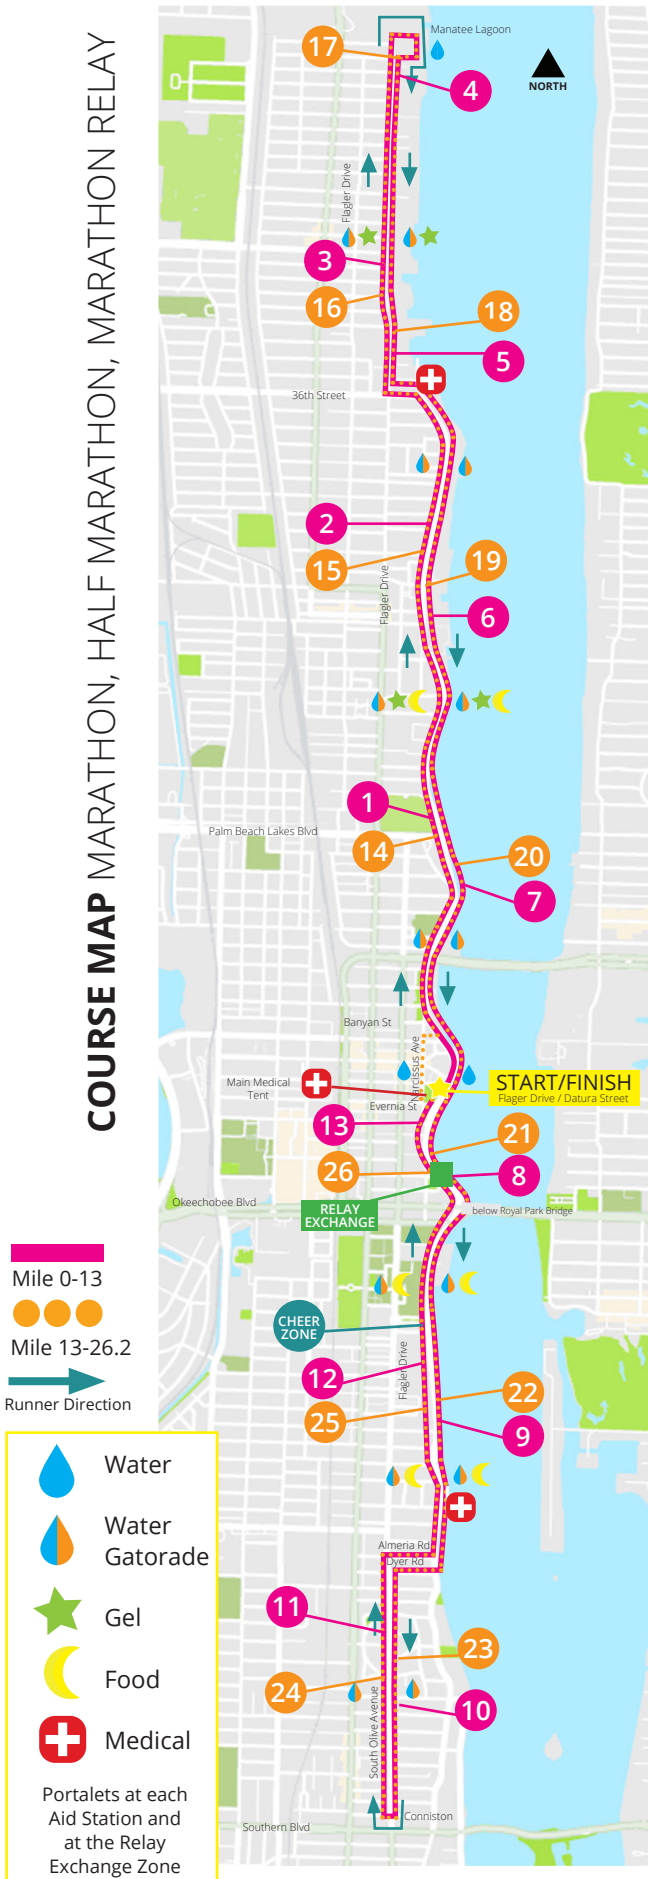 COURSE MAP MARATHON, HALF MARATHON, MARATHON RELAY
Manatee Lagoon
17
NORTH
4
Flagler Drive
3
16
18
5
36th Street
2
15
19
Flagler Drive
6
1
Palm Beach Lakes Blvd
14
20
7
Banyan St
Narcissus Ave
Main Medical
Tent
START/FINISH
Flager Drive / Datura Street
Evernia St
13
21
26
8
Okeechobee Blvd
RELAY
EXCHANGE
below Royal Park Bridge
Mile 0-13
Mile 13-26.2
Runner Direction
CHEER
ZONE
Flagler Drive
12
22
25
9
Almeria Rd
Dyer Rd
11
23
24
10
South Olive Avenue
Conniston
Southern Blvd
Water
Water
Gatorade
Gel
Food
Medical
Portalets at each
Aid Station and
at the Relay
Exchange Zone